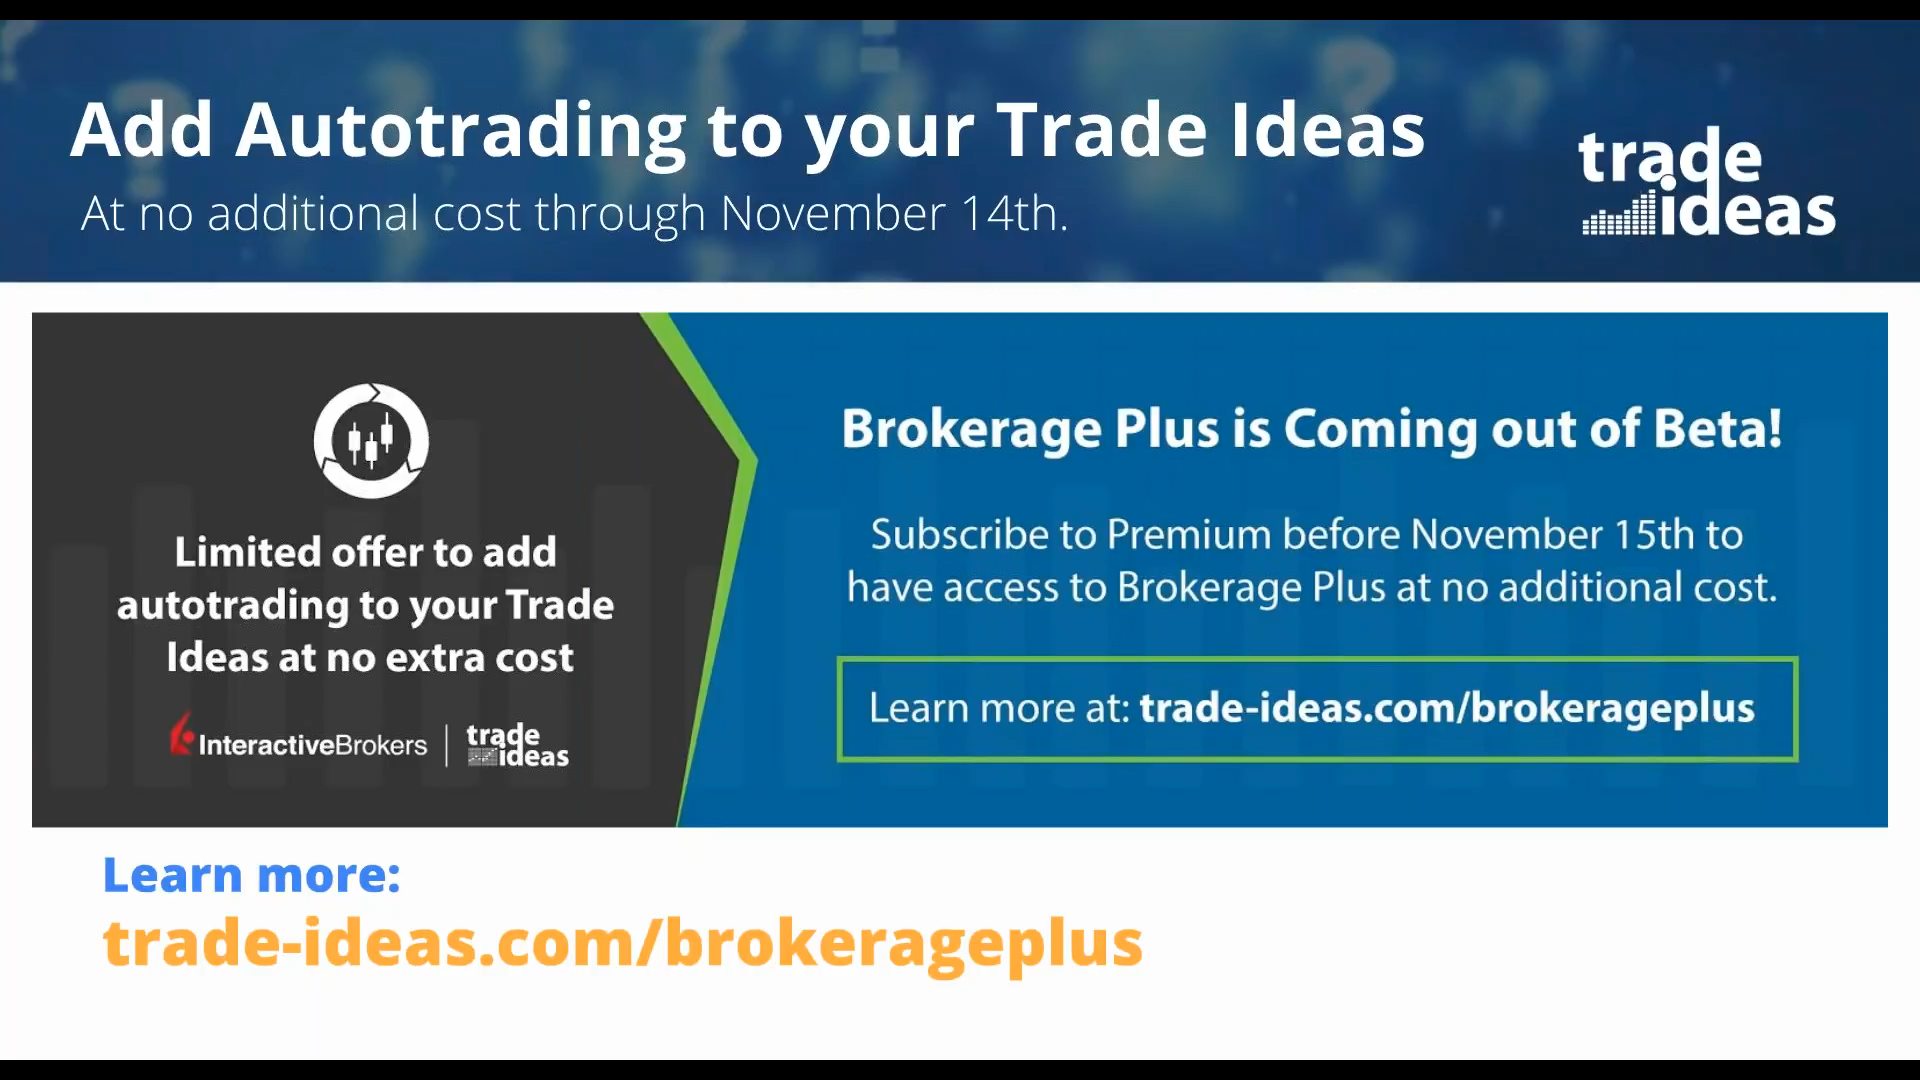 Add Autotrading to your Trade Ideas
At no additional cost through November 14th.
trade
ideas
Limited offer to add
autotrading to your Trade
Ideas at no extra cost
InteractiveBrokers
trade
ideas
Brokerage Plus is Coming out of Beta!
Subscribe to Premium before November 15th to
have access to Brokerage Plus at no additional cost.
Learn more at: trade-ideas.com/brokerageplus
Learn more:
trade-ideas.com/brokerageplus